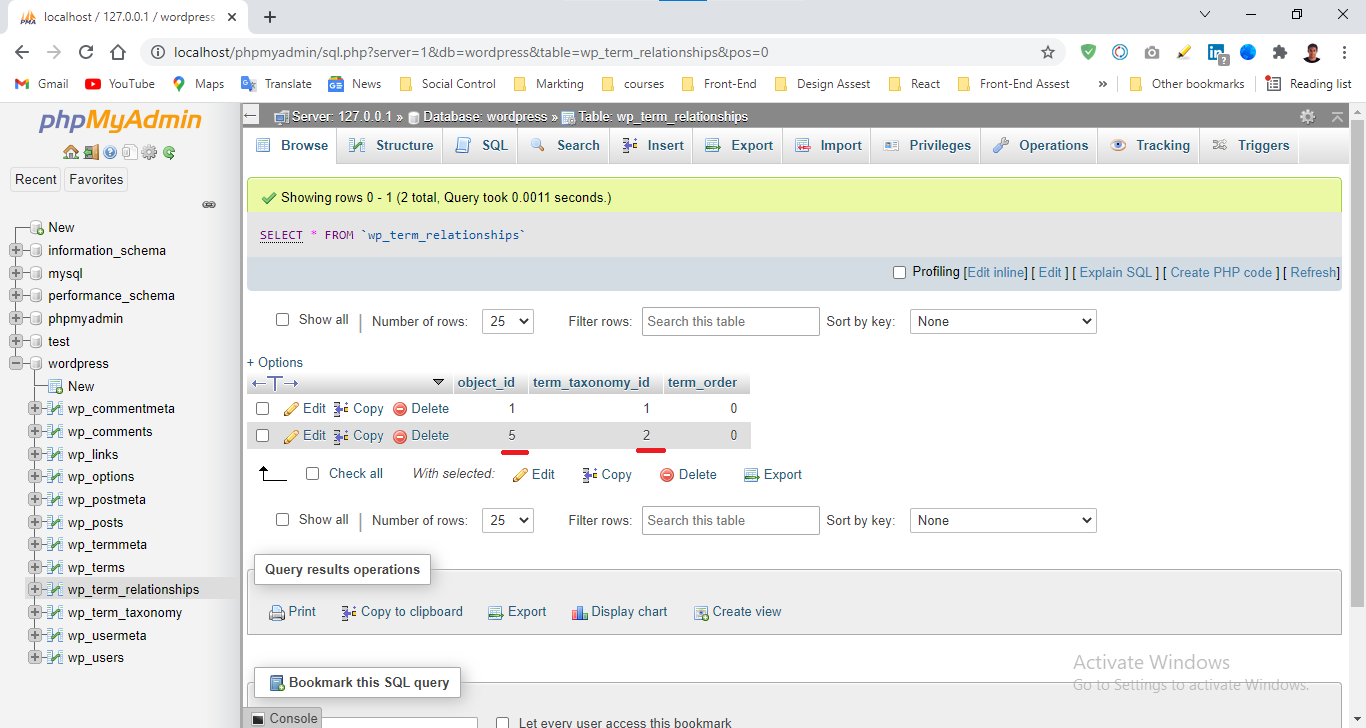 localhost / 127.0.0.1 / wordpress
localhost/phpmyadmin/sql.php?server=1&db=wordpress&table=wp_term_relationships&pos=0
Gmail YouTube Maps Translate News Social Control Markting courses Front-End Design Assest React Front-End Assest » Other bookmarks Reading list
phpMyAdmin
Recent Favorites
New
information_schema
mysql
performance_schema
phpmyadmin
test
wordpress
New
wp_commentmeta
wp_comments
wp_links
wp_options
wp_postmeta
wp_posts
wp_termmeta
wp_terms
wp_term_relationships
wp_term_taxonomy
wp_usermeta
wp_users
Server: 127.0.0.1 » Database: wordpress » Table: wp_term_relationships
Browse Structure SQL Search Insert Export Import Privileges Operations Tracking Triggers
Showing rows 0 - 1 (2 total, Query took 0.0011 seconds.)
SELECT * FROM `wp_term_relationships`
Profiling [Edit inline] [ Edit ] [ Explain SQL ] [ Create PHP code ] [ Refresh]
Show all | Number of rows: 25 Filter rows: Search this table Sort by key: None
+ Options
←T→ object_id term_taxonomy_id term_order
Edit Copy Delete 1 1 0
Edit Copy Delete 5 2 0
Check all With selected: Edit Copy Delete Export
Show all | Number of rows: 25 Filter rows: Search this table Sort by key: None
Query results operations
Print Copy to clipboard Export Display chart Create view
Bookmark this SQL query
Console
Let every user access this bookmark
Activate Windows
Go to Settings to activate Windows.